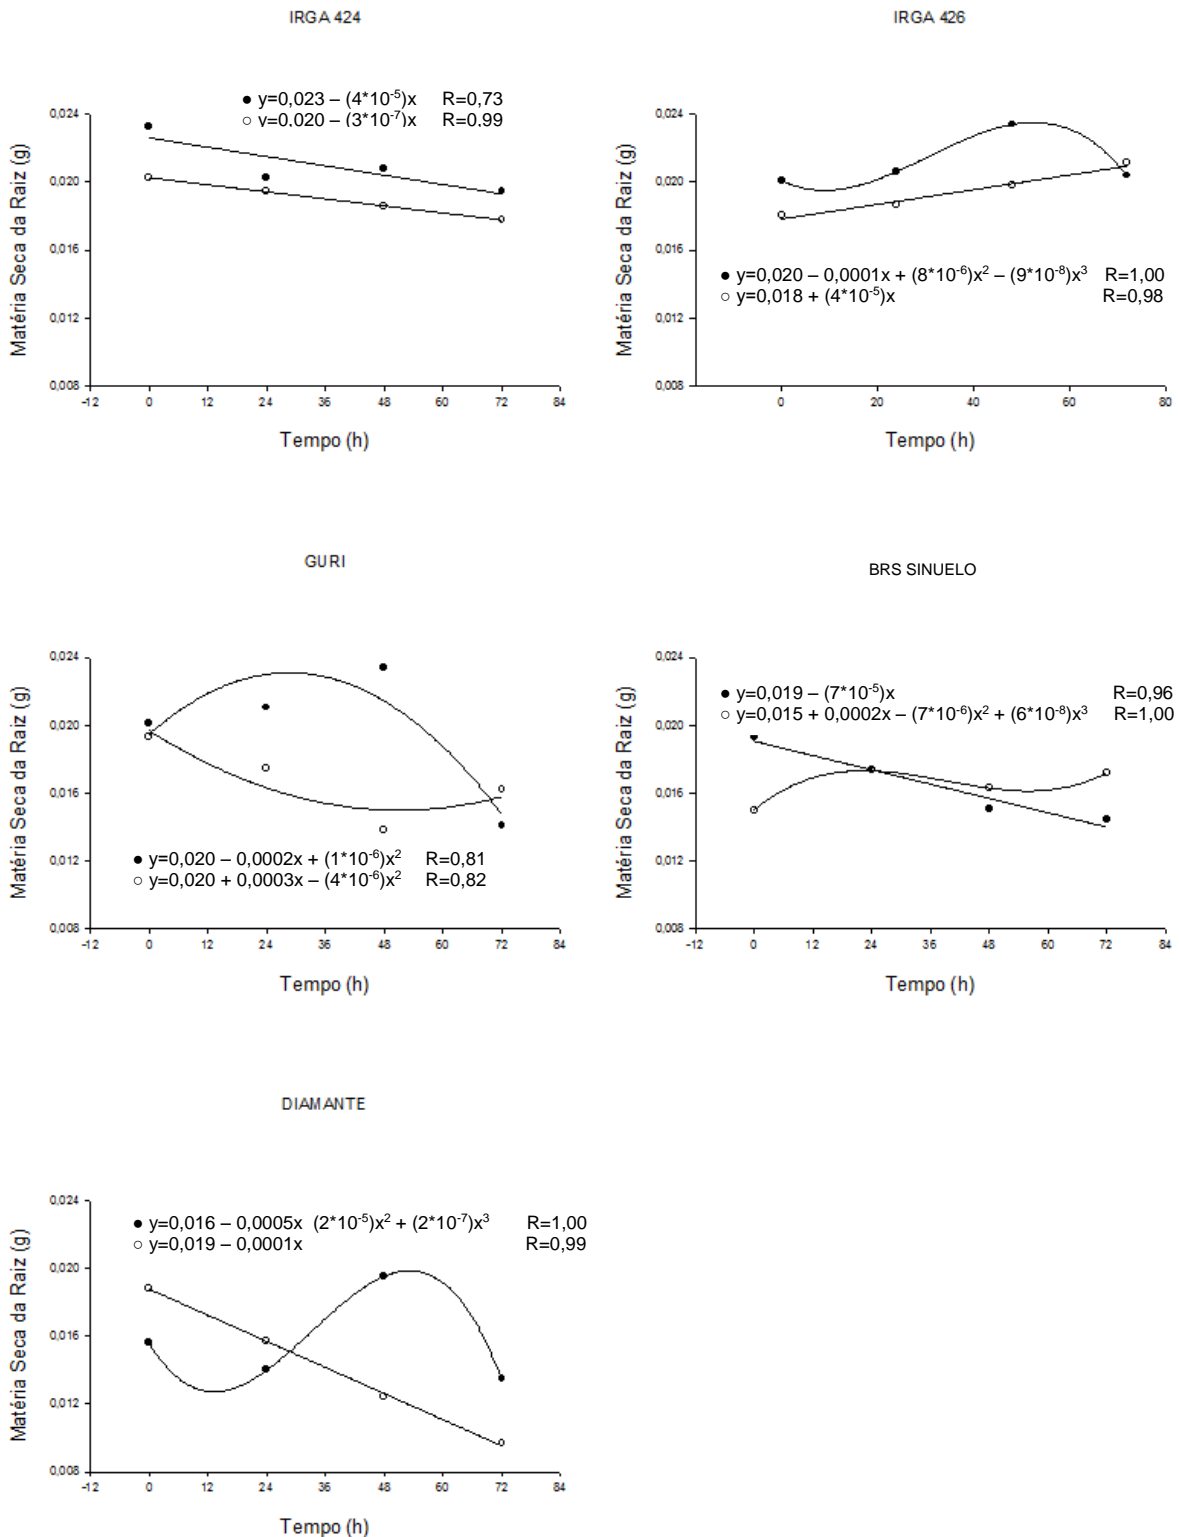 IRGA 424
● y=0,023 – (4*10⁻⁵)x R=0,73
○ y=0,020 – (3*10⁻⁷)x R=0,99
Matéria Seca da Raiz (g)
0,024
0,020
0,016
0,012
0,008
-12 0 12 24 36 48 60 72 84
Tempo (h)
IRGA 426
Matéria Seca da Raiz (g)
0,024
0,020
0,016
0,012
0,008
● y=0,020 – 0,0001x + (8*10⁻⁶)x² – (9*10⁻⁸)x³ R=1,00
○ y=0,018 + (4*10⁻⁵)x R=0,98
0 20 40 60 80
Tempo (h)
GURI
Matéria Seca da Raiz (g)
0,024
0,020
0,016
0,012
0,008
● y=0,020 – 0,0002x + (1*10⁻⁶)x² R=0,81
○ y=0,020 + 0,0003x – (4*10⁻⁶)x² R=0,82
-12 0 12 24 36 48 60 72 84
Tempo (h)
BRS SINUELO
Matéria Seca da Raiz (g)
0,024
0,020
0,016
0,012
0,008
● y=0,019 – (7*10⁻⁵)x R=0,96
○ y=0,015 + 0,0002x – (7*10⁻⁶)x² + (6*10⁻⁸)x³ R=1,00
-12 0 12 24 36 48 60 72 84
Tempo (h)
DIAMANTE
Matéria Seca da Raiz (g)
0,024
0,020
0,016
0,012
0,008
● y=0,016 – 0,0005x (2*10⁻⁵)x² + (2*10⁻⁷)x³ R=1,00
○ y=0,019 – 0,0001x R=0,99
-12 0 12 24 36 48 60 72 84
Tempo (h)